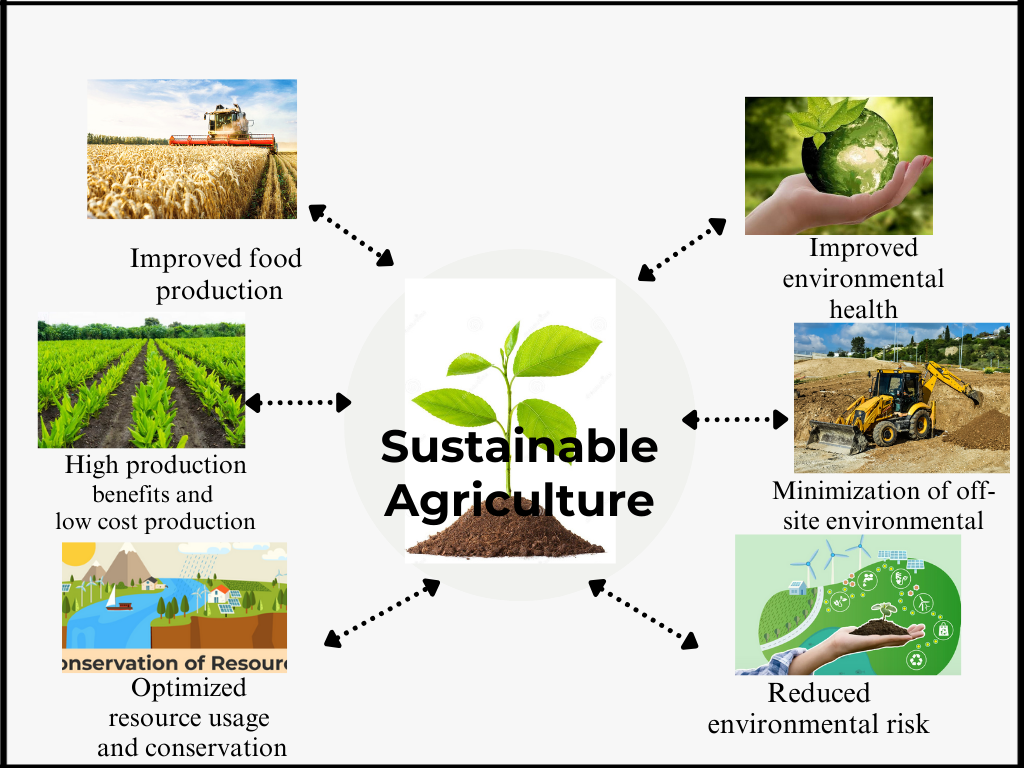 Improved food
production
High production
benefits and
low cost production
onservation of Resour
Optimized
resource usage
and conservation
Sustainable
Agriculture
Improved
environmental
health
Minimization of off-
site environmental
Reduced
environmental risk